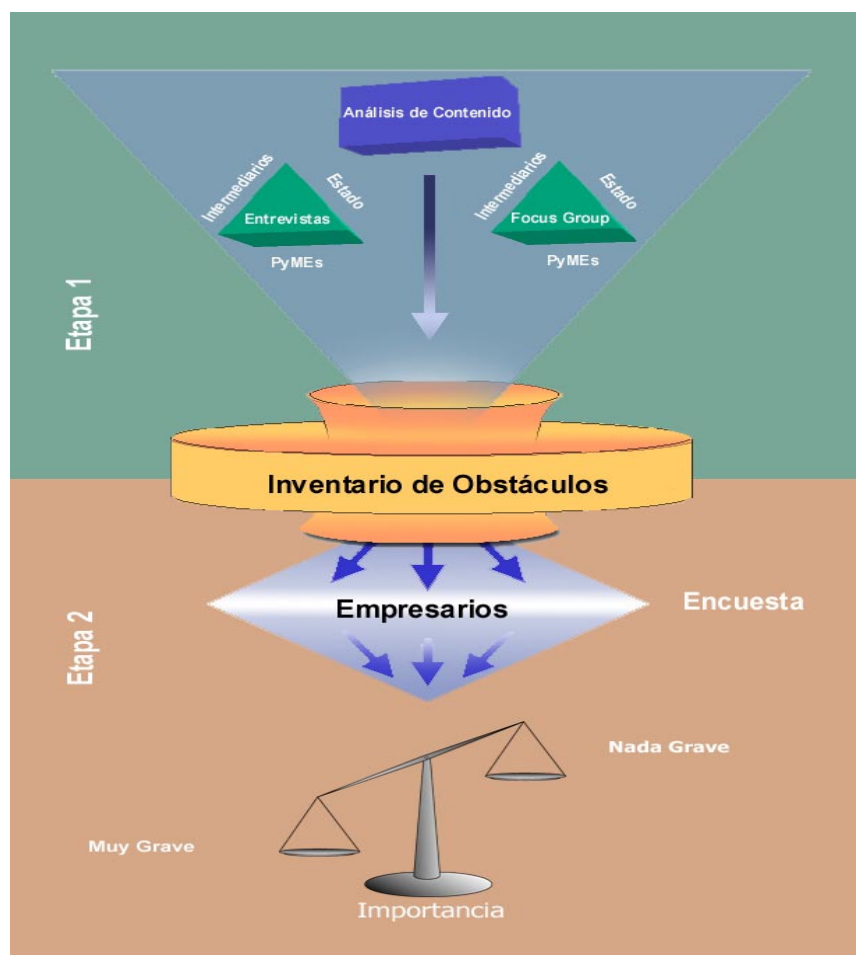 Análisis de Contenido
Intermediarios
Estado
Entrevistas
PyMEs
Intermediarios
Estado
Focus Group
PyMEs
Etapa 1
Inventario de Obstáculos
Empresarios
Encuesta
Etapa 2
Nada Grave
Muy Grave
Importancia